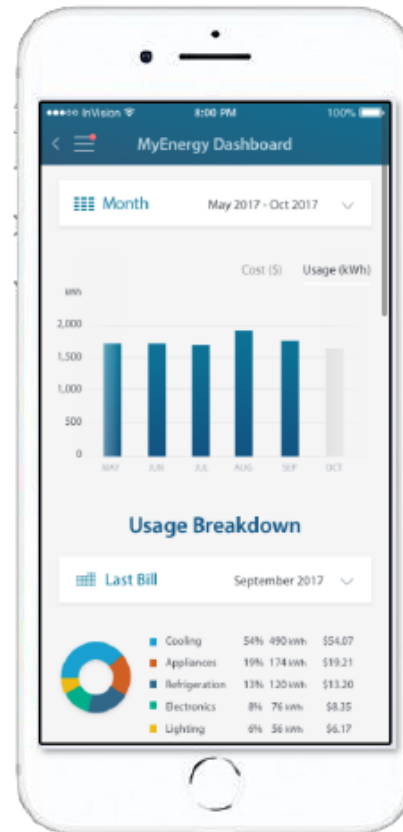 InVision 8:00 PM 100%
MyEnergy Dashboard
Month May 2017 - Oct 2017
Cost ($) Usage (kWh)
kWh
2,000
1,500
1,000
500
0
MAY JUN JUL AUG SEP OCT
Usage Breakdown
Last Bill September 2017
Cooling 54% 490 kWh $54.07
Appliances 19% 174 kWh $19.21
Refrigeration 13% 120 kWh $13.20
Electronics 8% 76 kWh $8.35
Lighting 6% 56 kWh $6.17